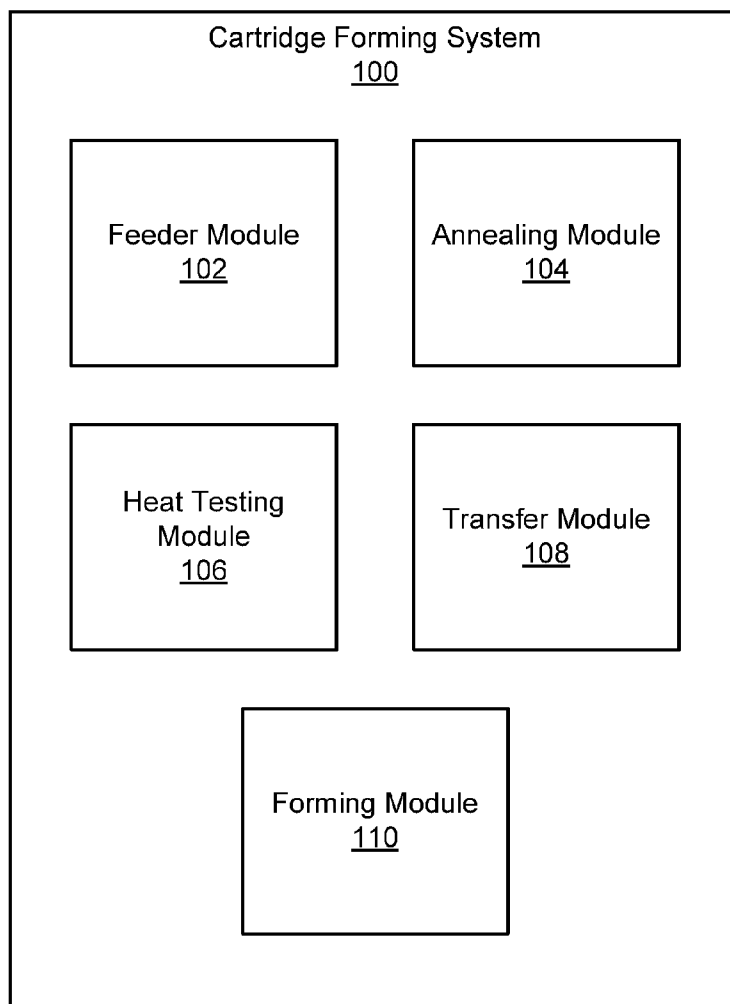 Cartridge Forming System
100
Feeder Module
102
Annealing Module
104
Heat Testing
Module
106
Transfer Module
108
Forming Module
110